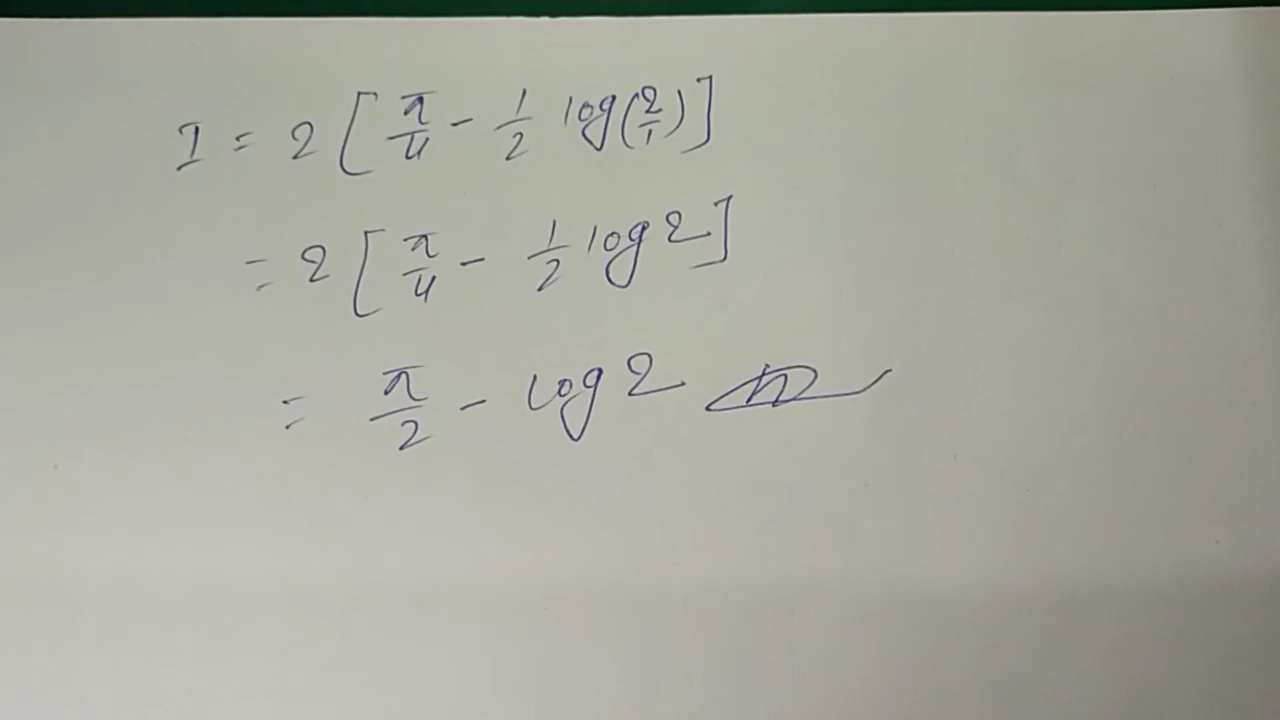 I = 2 [ π/4 - 1/2 log(2/1) ]
= 2 [ π/4 - 1/2 log 2 ]
= π/2 - log 2